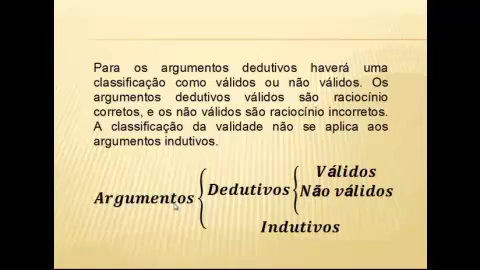 Para os argumentos dedutivos haverá uma
classificação como válidos ou não válidos. Os
argumentos dedutivos válidos são raciocínio
corretos, e os não válidos são raciocínio incorretos.
A classificação da validade não se aplica aos
argumentos indutivos.
Válidos
Argumentos Dedutivos Não válidos
Indutivos